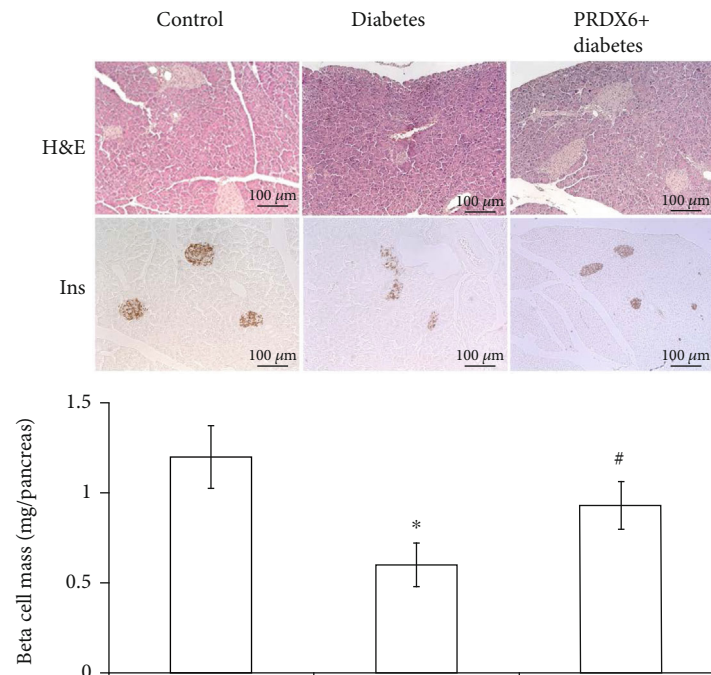 Control
Diabetes
PRDX6+
diabetes
H&E
100 μm
100 μm
100 μm
Ins
100 μm
100 μm
100 μm
Beta cell mass (mg/pancreas)
1.5
1
0.5
0
*
#